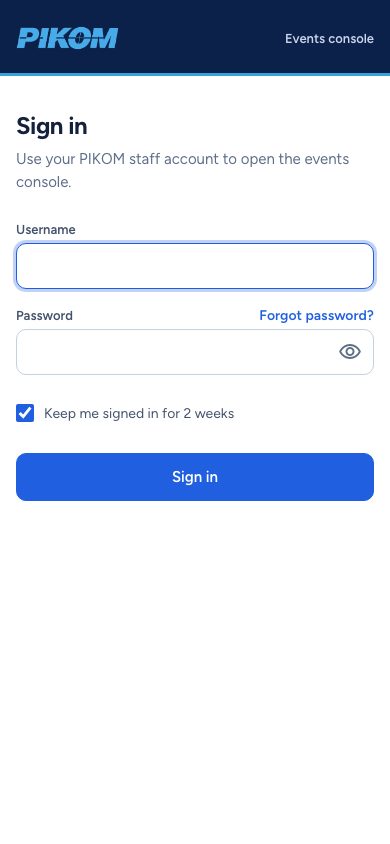 PIKOM
Events console
Sign in
Use your PIKOM staff account to open the events
console.
Username
Password
Forgot password?
Keep me signed in for 2 weeks
Sign in